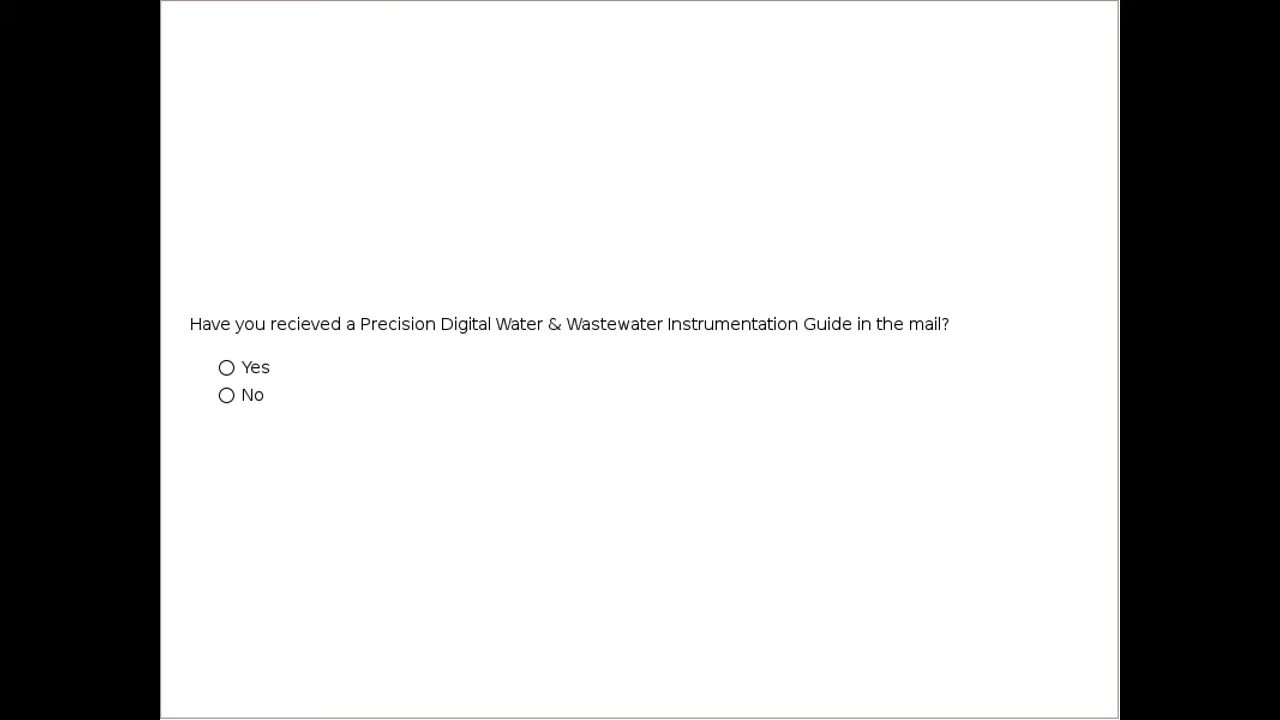 Have you recieved a Precision Digital Water & Wastewater Instrumentation Guide in the mail?
Yes
No